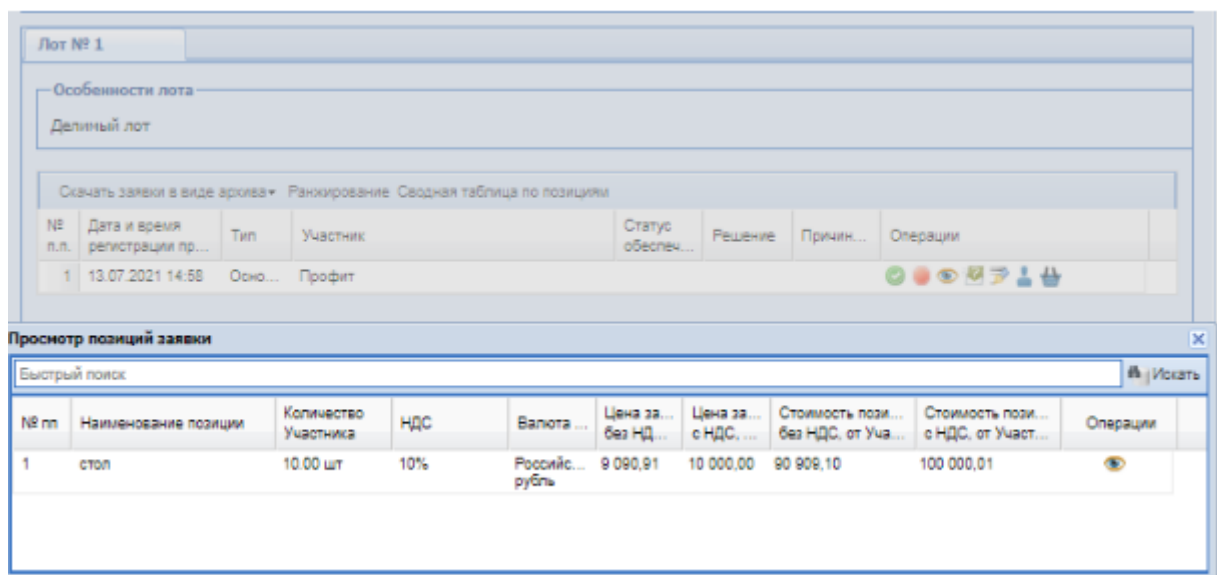 Лот № 1
Особенности лота
Делимый лот
Скачать заявки в виде архива Ранжирование Сводная таблица по позициям
№ п.п. Дата и время регистрации пр... Тип Участник Статус обеспеч... Решение Причин... Операции
1 13.07.2021 14:58 Осно... Профит
Просмотр позиций заявки
Быстрый поиск Искать
№ пп Наименование позиции Количество Участника НДС Валюта ... Цена за... без НД... Цена за... с НДС, ... Стоимость пози... без НДС, от Уча... Стоимость пози... с НДС, от Участ... Операции
1 стол 10.00 шт 10% Российс... рубль 9 090,91 10 000,00 90 909,10 100 000,01